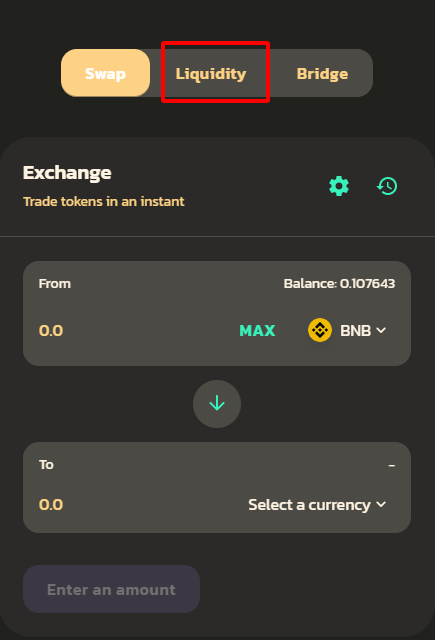 Swap Liquidity Bridge
Exchange
Trade tokens in an instant
From Balance: 0.107643
0.0 MAX BNB
To -
0.0 Select a currency
Enter an amount